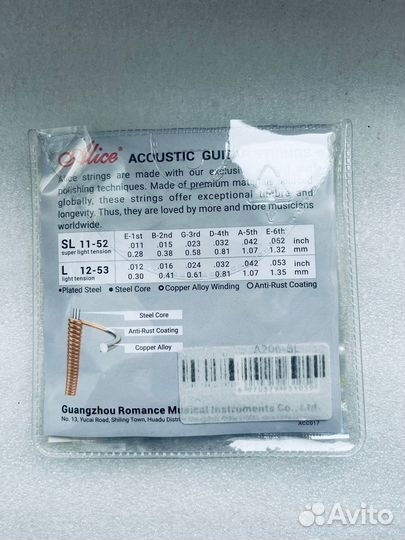 Alice® ACOUSTIC
Alice strings are made with our
polishing techniques. Made of premium
globally, these strings offer exceptional timbre and
longevity. Thus, they are loved by more and more musicians
worldwide.
E-1st B-2nd G-3rd D-4th A-5th E-6th
SL 11-52 .011 .015 .023 .032 .042 .052 inch
super light tension 0.28 0.38 0.58 0.81 1.07 1.32 mm
L 12-53 .012 .016 .024 .032 .042 .053 inch
light tension 0.30 0.41 0.61 0.81 1.07 1.35 mm
Plated Steel Steel Core Copper Alloy Winding Anti-Rust Coating
Steel Core
Anti-Rust Coating
Copper Alloy
A206-SL
Guangzhou Romance Musical Instruments Co., Ltd.
No. 13, Yucai Road, Shiling Town, Huadu
ACC017
Avito